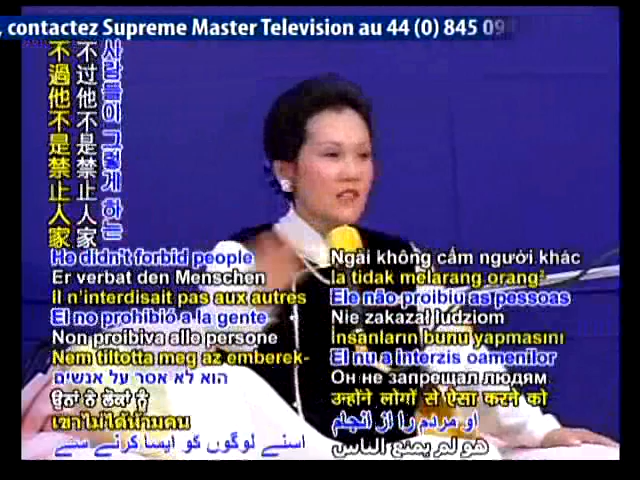 , contactez Supreme Master Television au 44 (0) 845 09
不過他不是禁止人家
不过他不是禁止人家
사람들이 그렇게 하는
He didn't forbid people
Er verbat den Menschen
Il n'interdisait pas aux autres
El no prohibió a la gente
Non proibiva alle persone
Nem tiltotta meg az emberek-
הוא לא אסר על אנשים
ਉਨਾਂ ਨੇ ਲੋਕਾਂ ਨੂੰ
เขาไม่ได้ห้ามคน
اسنے لوگوں کو ایسا کرنے سے
Ngài không cấm người khác
Ia tidak melarang orang²
Ele não proibiu as pessoas
Nie zakazał ludziom
İnsanların bunu yapmasını
El nu a interzis oamenilor
Он не запрещал людям
उन्होंने लोगों से ऐसा करने को
او مردم را از انجام
هو لم يمنع الناس